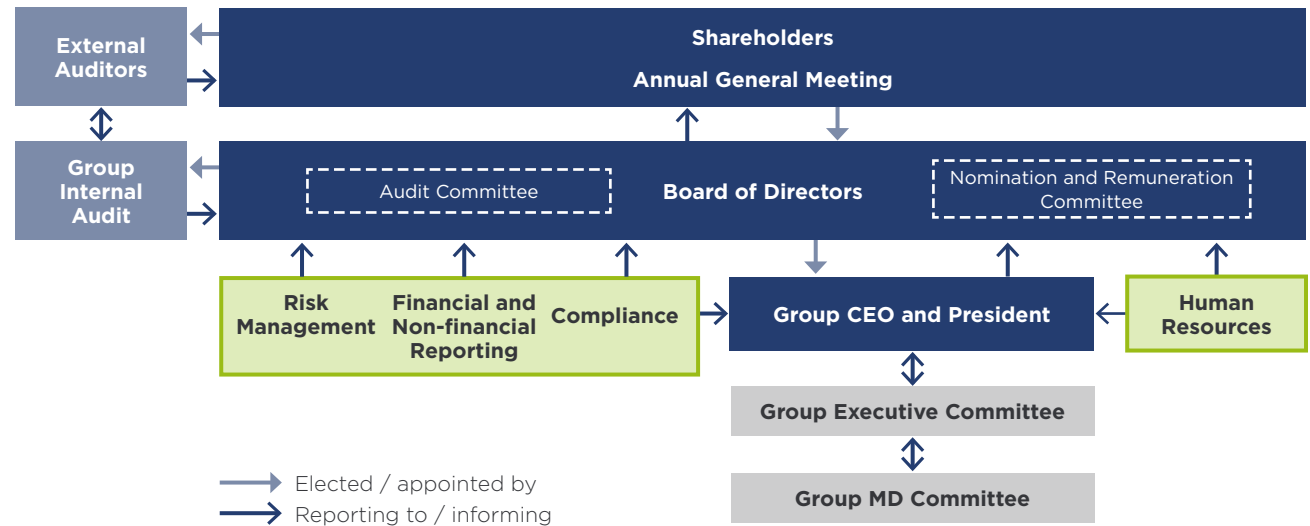 External
Auditors
Shareholders
Annual General Meeting
Group
Internal
Audit
Audit Committee
Board of Directors
Nomination and Remuneration
Committee
Risk
Management
Financial and
Non-financial
Reporting
Compliance
Group CEO and President
Human
Resources
Group Executive Committee
Group MD Committee
Elected / appointed by
Reporting to / informing